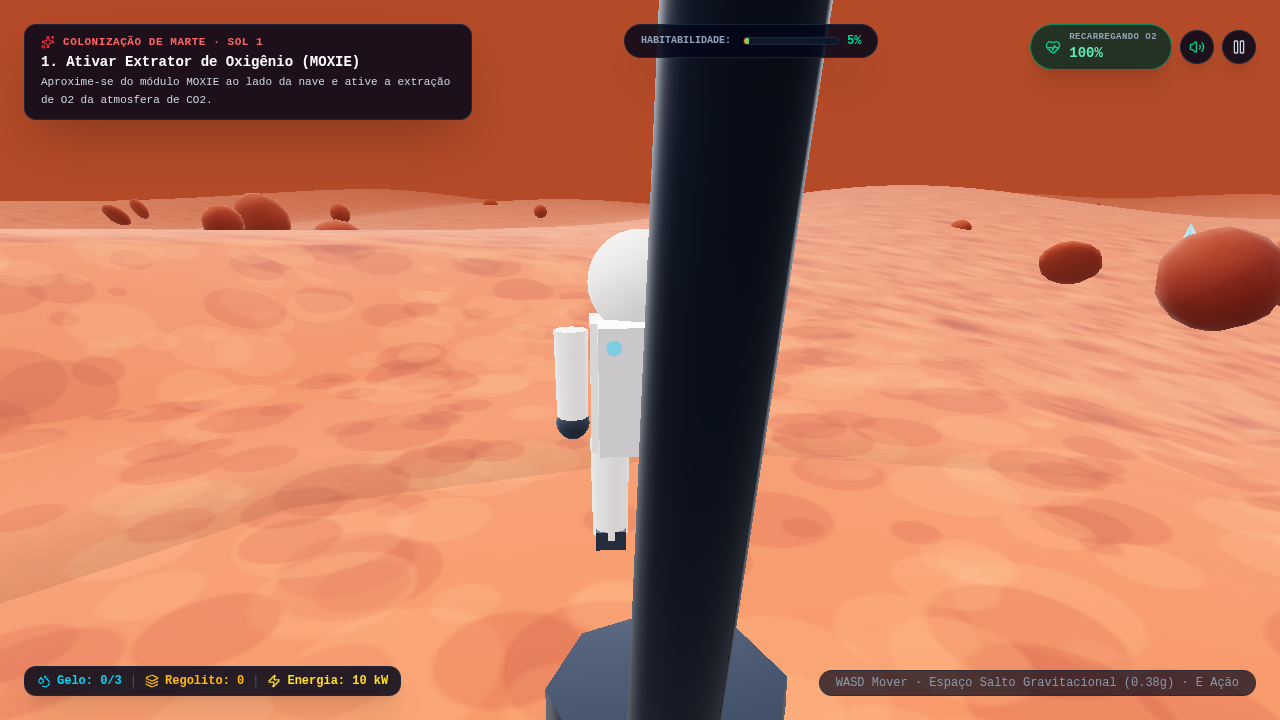 COLONIZAÇÃO DE MARTE · SOL 1
1. Ativar Extrator de Oxigênio (MOXIE)
Aproxime-se do módulo MOXIE ao lado da nave e ative a extração
de O2 da atmosfera de CO2.
HABITABILIDADE: 5%
RECARREGANDO O2
100%
Gelo: 0/3 | Regolito: 0 | Energia: 10 kW
WASD Mover · Espaço Salto Gravitacional (0.38g) · E Ação